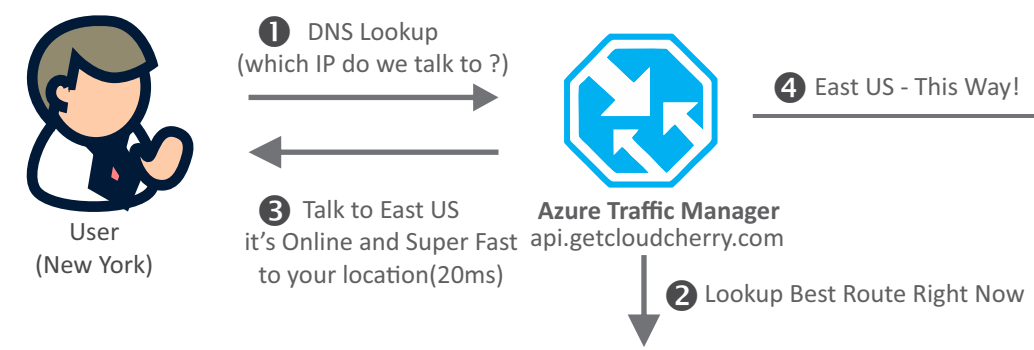 ❶ DNS Lookup
(which IP do we talk to ?)
❹ East US - This Way!
❸ Talk to East US
it's Online and Super Fast
to your location(20ms)
User
(New York)
Azure Traffic Manager
api.getcloudcherry.com
❷ Lookup Best Route Right Now